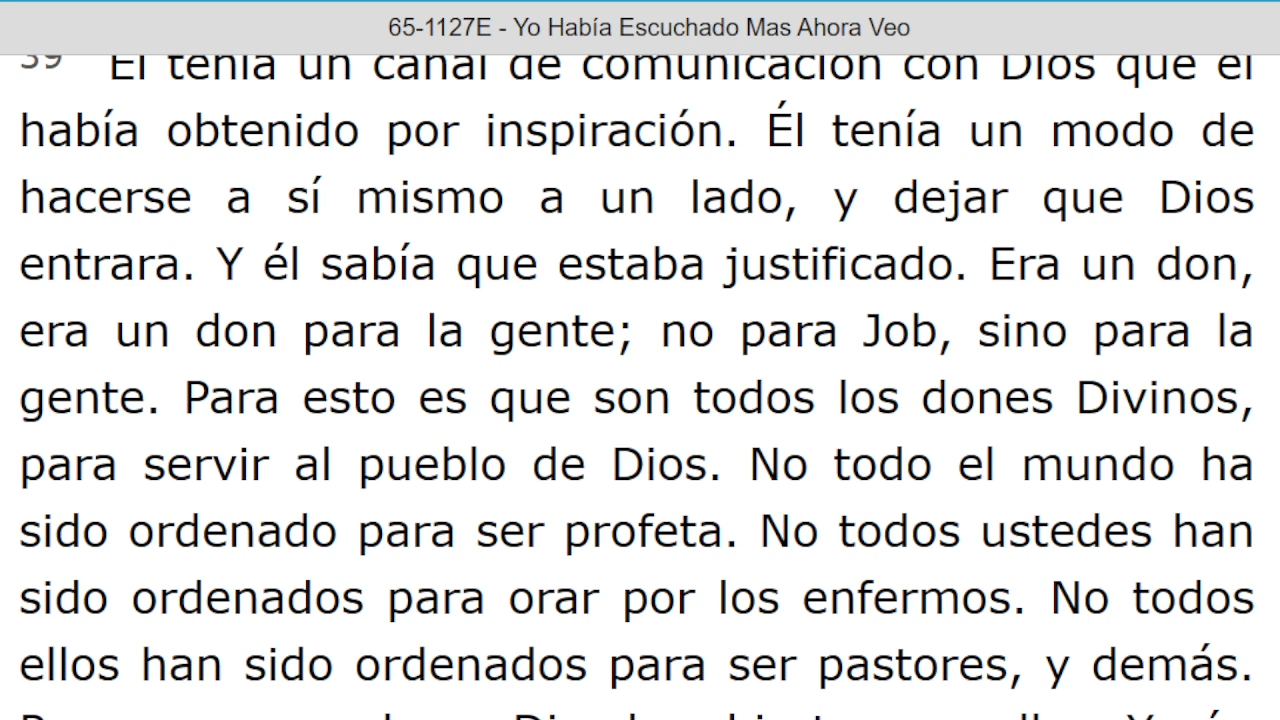 65-1127E - Yo Había Escuchado Mas Ahora Veo
39 Él tenía un canal de comunicación con Dios que él
había obtenido por inspiración. Él tenía un modo de
hacerse a sí mismo a un lado, y dejar que Dios
entrara. Y él sabía que estaba justificado. Era un don,
era un don para la gente; no para Job, sino para la
gente. Para esto es que son todos los dones Divinos,
para servir al pueblo de Dios. No todo el mundo ha
sido ordenado para ser profeta. No todos ustedes han
sido ordenados para orar por los enfermos. No todos
ellos han sido ordenados para ser pastores, y demás.